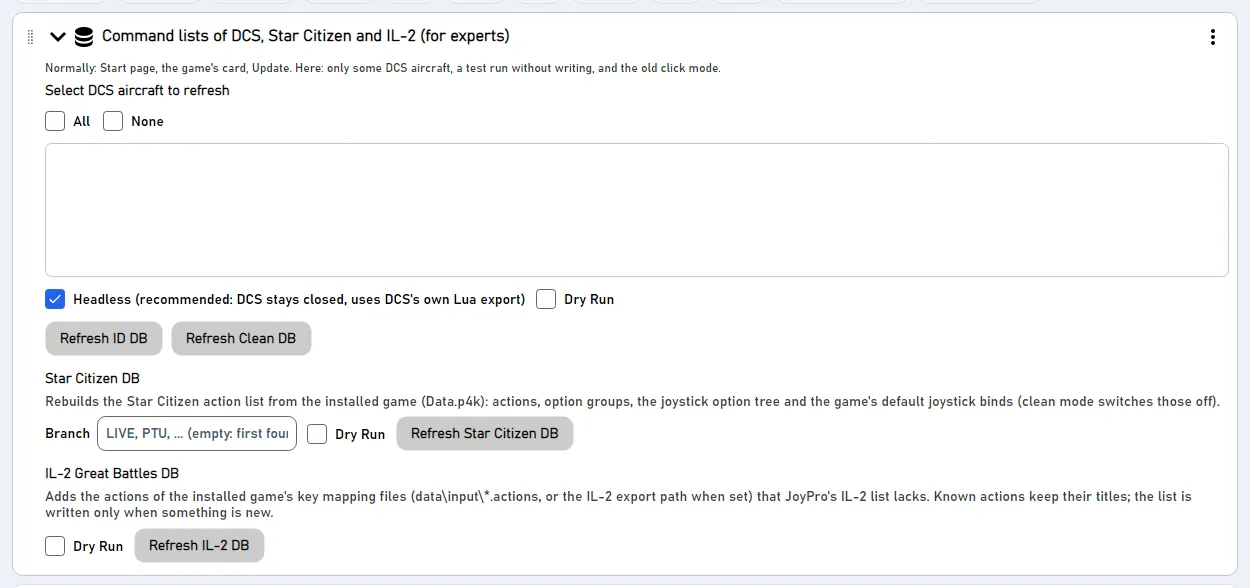 Command lists of DCS, Star Citizen and IL-2 (for experts)
Normally: Start page, the game's card, Update. Here: only some DCS aircraft, a test run without writing, and the old click mode.
Select DCS aircraft to refresh
All None
Headless (recommended: DCS stays closed, uses DCS's own Lua export) Dry Run
Refresh ID DB Refresh Clean DB
Star Citizen DB
Rebuilds the Star Citizen action list from the installed game (Data.p4k): actions, option groups, the joystick option tree and the game's default joystick binds (clean mode switches those off).
Branch LIVE, PTU, ... (empty: first four Dry Run Refresh Star Citizen DB
IL-2 Great Battles DB
Adds the actions of the installed game's key mapping files (data\input\*.actions, or the IL-2 export path when set) that JoyPro's IL-2 list lacks. Known actions keep their titles; the list is
written only when something is new.
Dry Run Refresh IL-2 DB